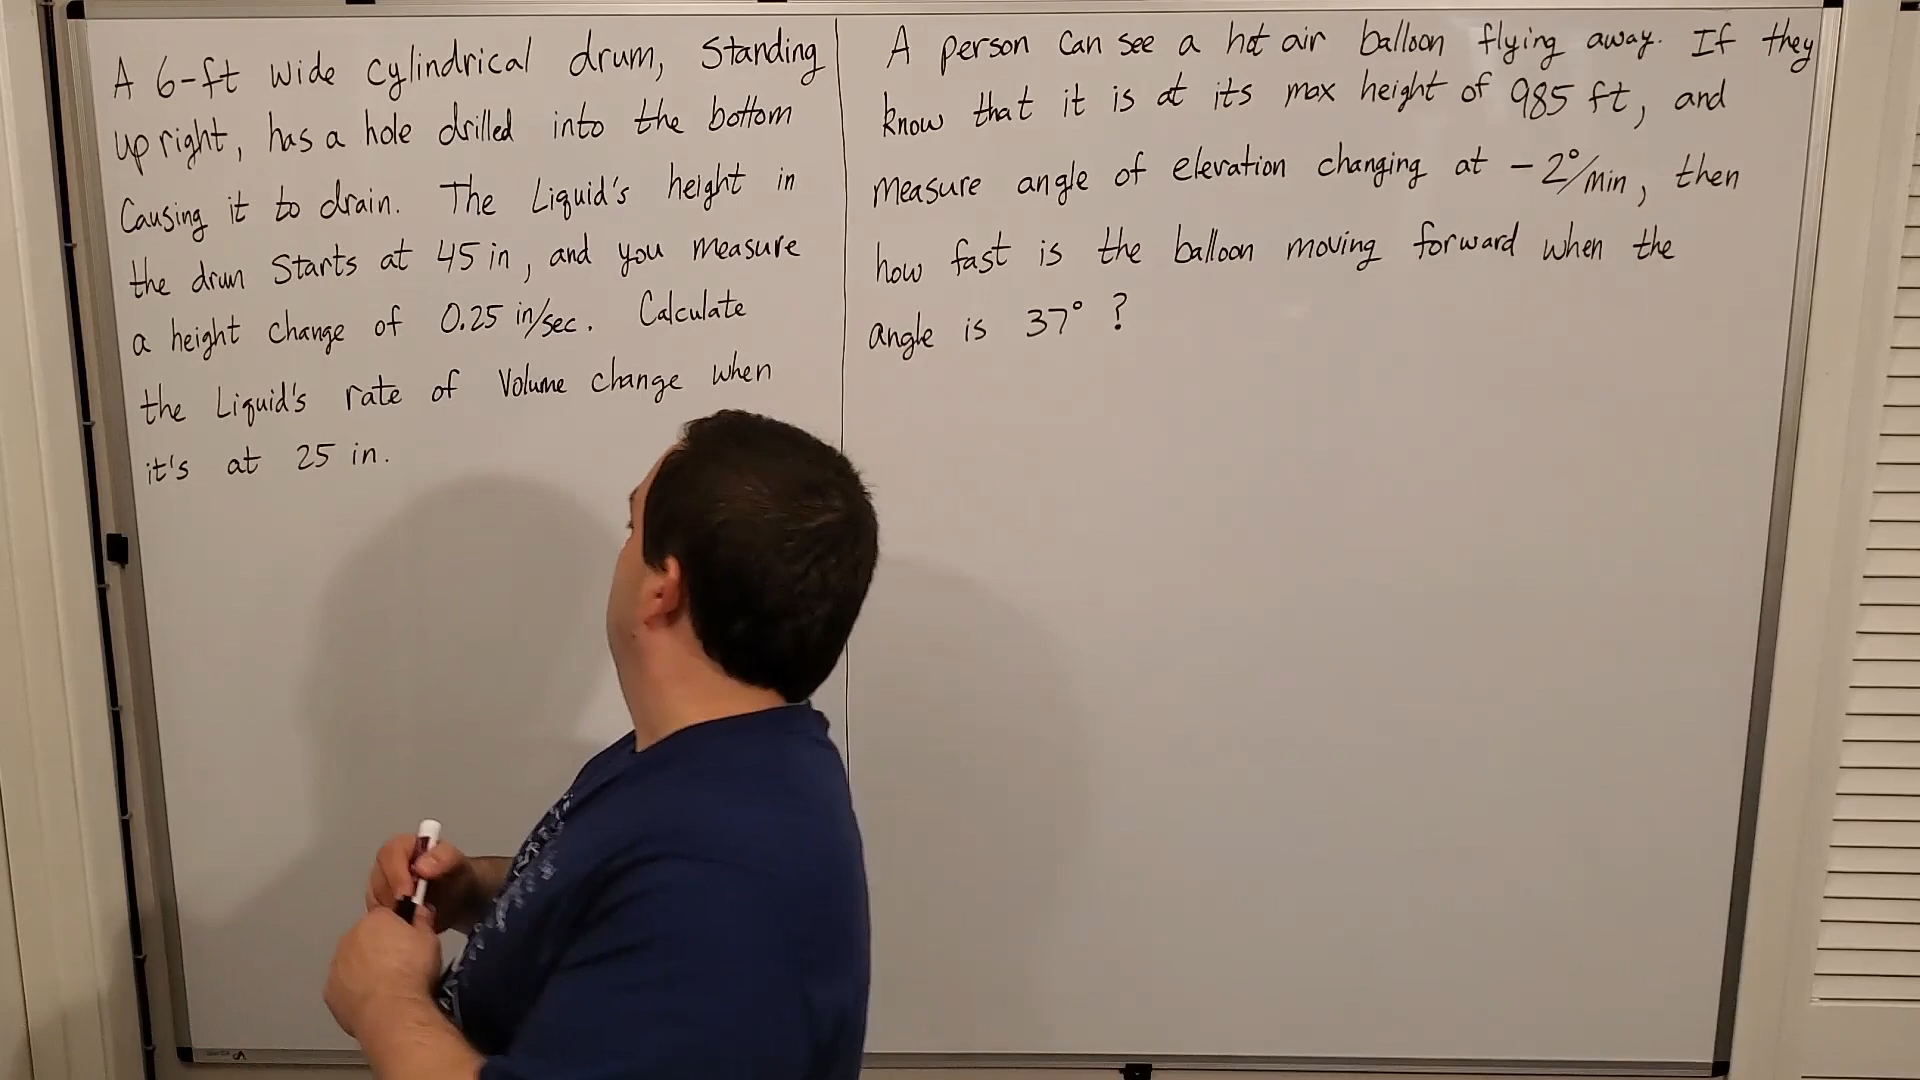 A 6-ft wide cylindrical drum, standing
upright, has a hole drilled into the bottom
causing it to drain. The Liquid's height in
the drum starts at 45 in, and you measure
a height change of 0.25 in/sec. Calculate
the Liquid's rate of Volume change when
it's at 25 in.
A person can see a hot air balloon flying away. If they
know that it is at its max height of 985 ft, and
measure angle of elevation changing at -2°/min, then
how fast is the balloon moving forward when the
angle is 37° ?